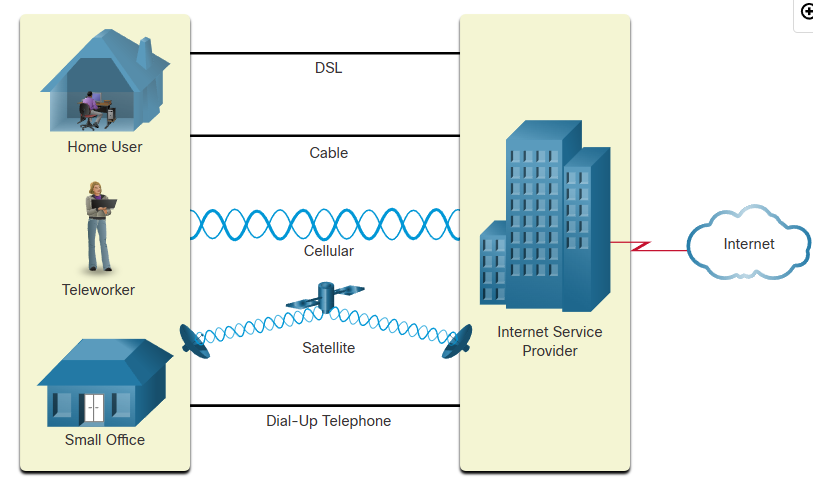 Home User
Teleworker
Small Office
DSL
Cable
Cellular
Satellite
Dial-Up Telephone
Internet Service
Provider
Internet